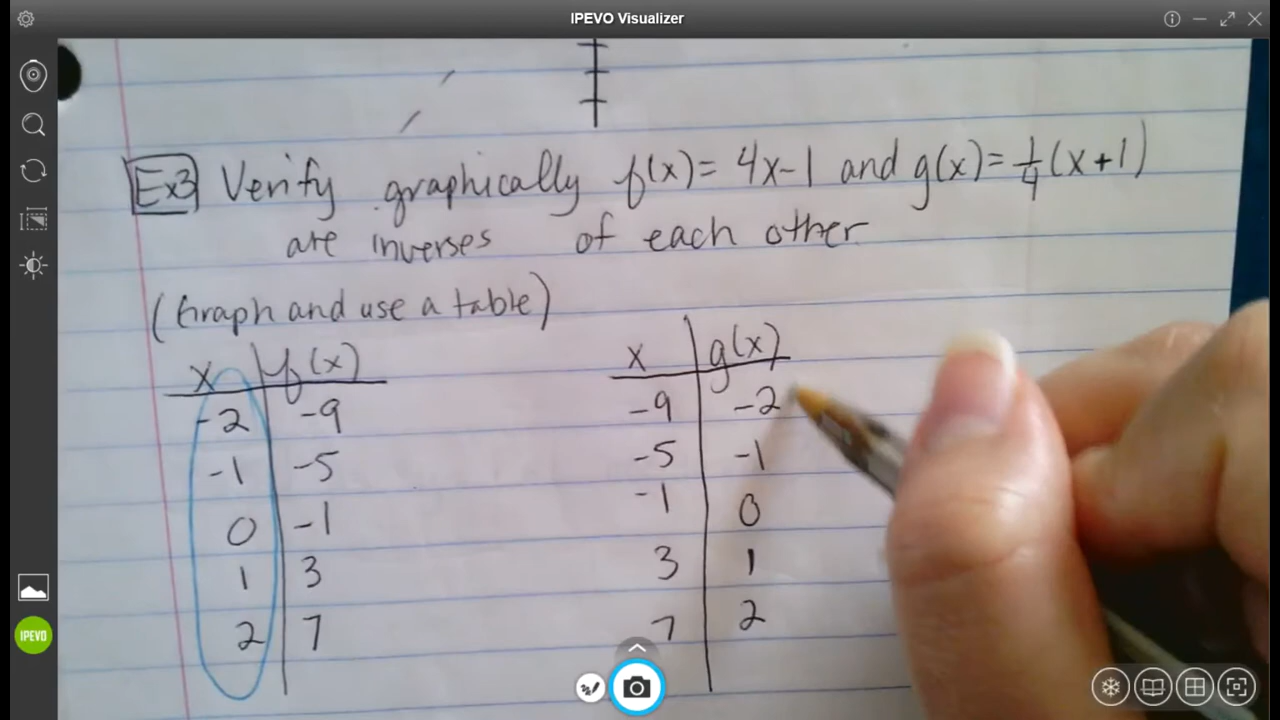 IPEVO Visualizer
Ex3 Verify graphically f(x) = 4x-1 and g(x) = 1/4 (x+1)
are inverses of each other
(Graph and use a table)
x f(x) x g(x)
-2 -9 -9 -2
-1 -5 -5 -1
0 -1 -1 0
1 3 3 1
2 7 7 2
IPEVO